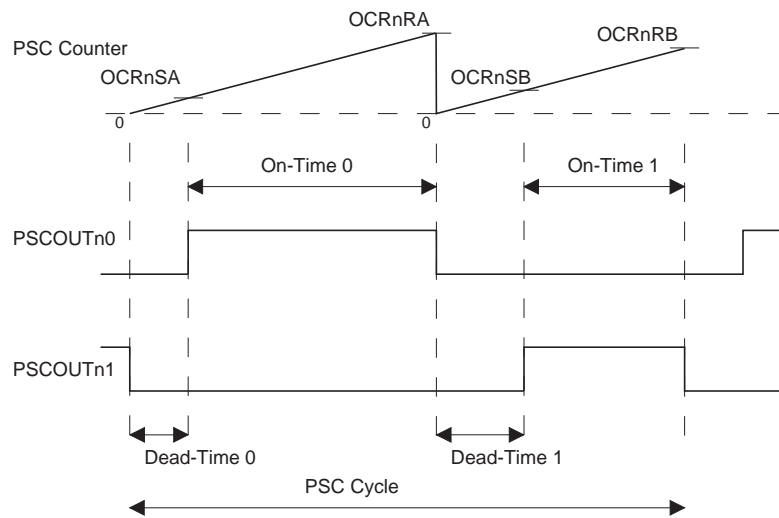 OCRnRA
OCRnRB
PSC Counter
OCRnSA
OCRnSB
0
0
On-Time 0
On-Time 1
PSCOUTn0
PSCOUTn1
Dead-Time 0
Dead-Time 1
PSC Cycle